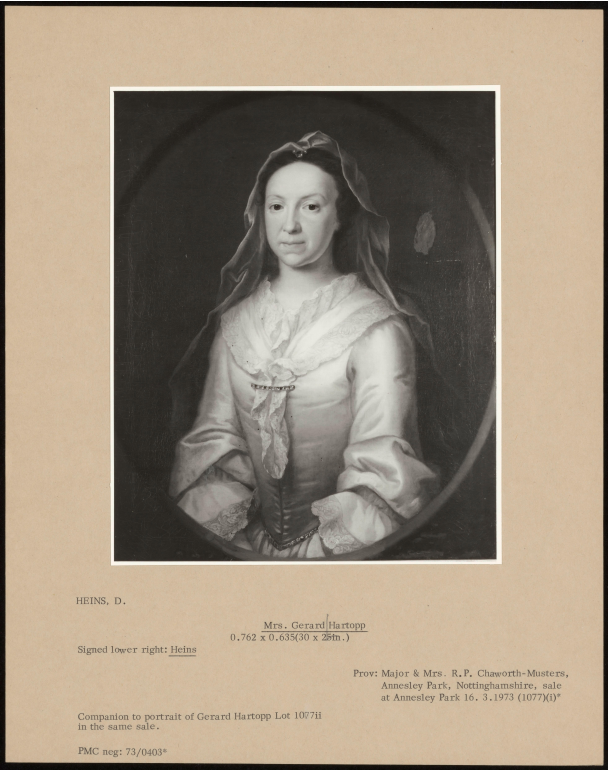 HEINS, D.
Mrs. Gerard Hartopp
0.762 x 0.635(30 x 25in.)
Signed lower right: Heins
Prov: Major & Mrs. R.P. Chaworth-Musters,
Annesley Park, Nottinghamshire, sale
at Annesley Park 16. 3.1973 (1077)(i)*
Companion to portrait of Gerard Hartopp Lot 1077ii
in the same sale.
PMC neg: 73/0403*